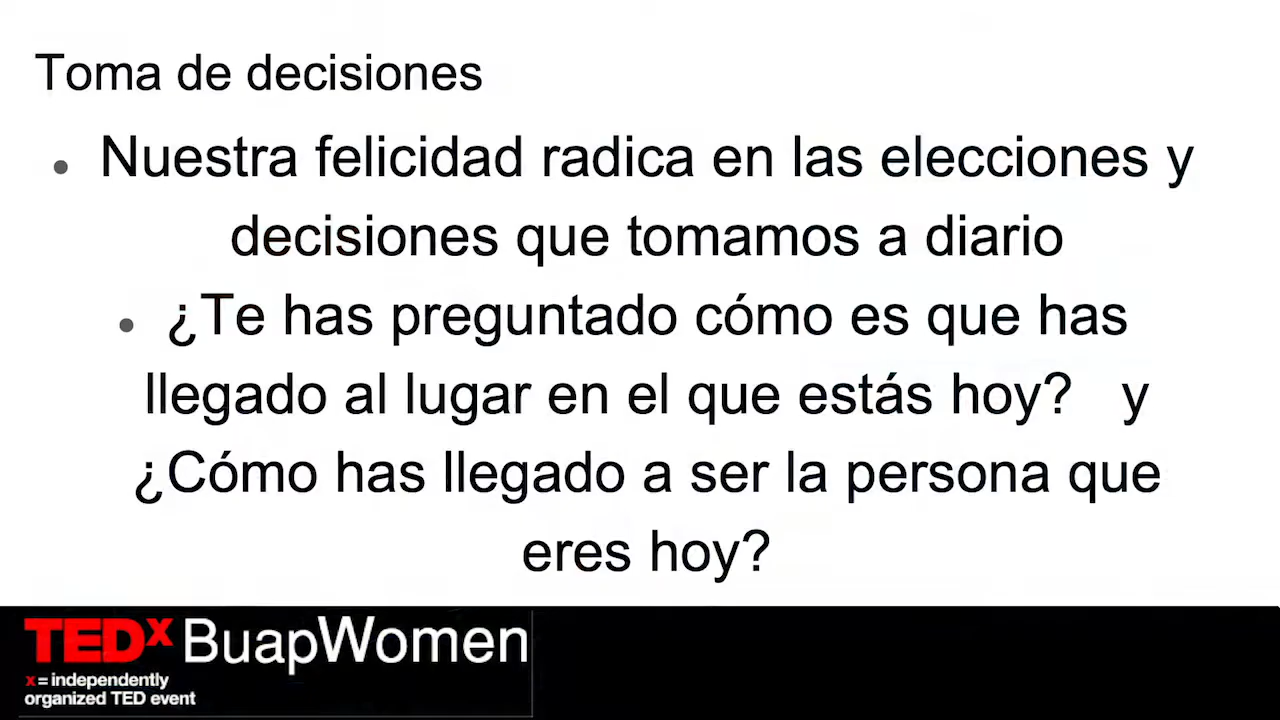 Toma de decisiones
• Nuestra felicidad radica en las elecciones y
decisiones que tomamos a diario
• ¿Te has preguntado cómo es que has
llegado al lugar en el que estás hoy? y
¿Cómo has llegado a ser la persona que
eres hoy?
TEDx BuapWomen
x = independently
organized TED event